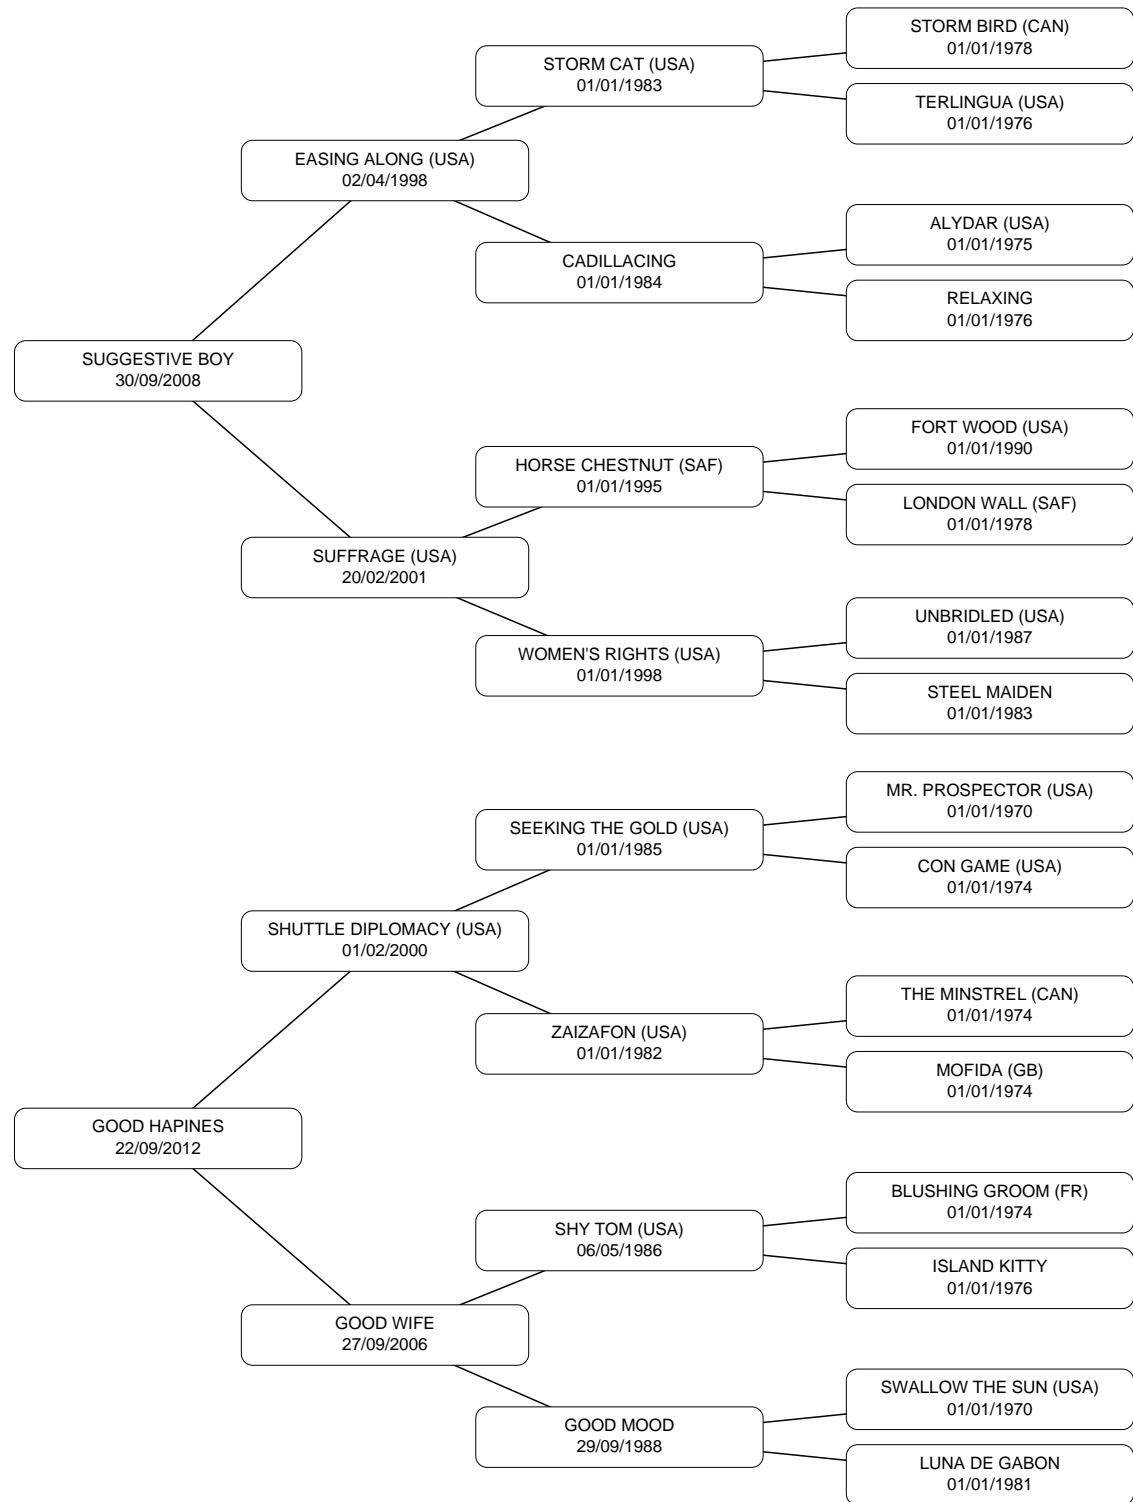 STORM BIRD (CAN)
01/01/1978
STORM CAT (USA)
01/01/1983
TERLINGUA (USA)
01/01/1976
EASING ALONG (USA)
02/04/1998
ALYDAR (USA)
01/01/1975
CADILLACING
01/01/1984
RELAXING
01/01/1976
SUGGESTIVE BOY
30/09/2008
FORT WOOD (USA)
01/01/1990
HORSE CHESTNUT (SAF)
01/01/1995
LONDON WALL (SAF)
01/01/1978
SUFFRAGE (USA)
20/02/2001
UNBRIDLED (USA)
01/01/1987
WOMEN'S RIGHTS (USA)
01/01/1998
STEEL MAIDEN
01/01/1983
MR. PROSPECTOR (USA)
01/01/1970
SEEKING THE GOLD (USA)
01/01/1985
CON GAME (USA)
01/01/1974
SHUTTLE DIPLOMACY (USA)
01/02/2000
THE MINSTREL (CAN)
01/01/1974
ZAIZAFON (USA)
01/01/1982
MOFIDA (GB)
01/01/1974
GOOD HAPINES
22/09/2012
BLUSHING GROOM (FR)
01/01/1974
SHY TOM (USA)
06/05/1986
ISLAND KITTY
01/01/1976
GOOD WIFE
27/09/2006
SWALLOW THE SUN (USA)
01/01/1970
GOOD MOOD
29/09/1988
LUNA DE GABON
01/01/1981